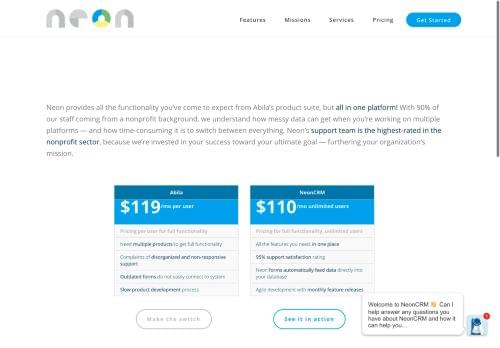 neon
Features Missions Services Pricing Get Started
Neon provides all the functionality you've come to expect from Abila's product suite, but all in one platform! With 90% of
our staff coming from a nonprofit background, we understand how messy data can get when you're working on multiple
platforms — and how time-consuming it is to switch between everything. Neon's support team is the highest-rated in the
nonprofit sector, because we're invested in your success toward your ultimate goal — furthering your organization's
mission.
Abila
$119/mo per user
Pricing per user for full functionality
Need multiple products to get full functionality
Complaints of disorganized and non-responsive
support
Outdated forms do not easily connect to system
Slow product development process
Make the switch
NeonCRM
$110/mo unlimited users
Pricing for full functionality, unlimited users
All the features you need in one place
95% support satisfaction rating
Neon forms automatically feed data directly into
your database
Agile development with monthly feature releases
See it in action
Welcome to NeonCRM 👋 Can I
help answer any questions you
have about NeonCRM and how it
can help you...
1